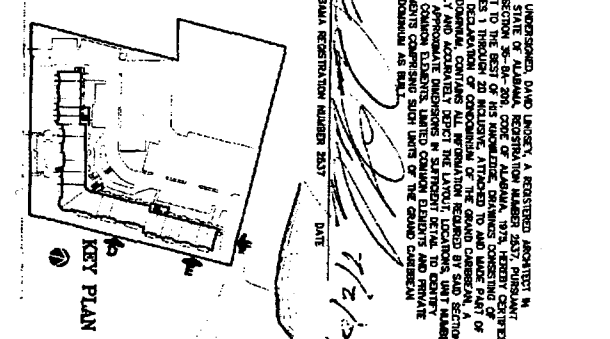 UNDERSIGNED, DAVID LINDSEY, A REGISTERED ARCHITECT IN
STATE OF ALABAMA, REGISTRATION NUMBER 2537, PURSUANT
SECTION 35-8A-209, CODE OF ALABAMA 1975, HEREBY CERTIFIE
T TO THE BEST OF HIS KNOWLEDGE, DRAWINGS CONSISTING OF
ES 1 THROUGH 20 INCLUSIVE, ATTACHED TO AND MADE PART OF
DECLARATION OF CONDOMINIUM OF THE GRAND CARIBBEAN, A
DOMINIUM, CONTAINS ALL INFORMATION REQUIRED BY SAID SECTION
Y AND ACCURATELY DEPICT THE LAYOUT, LOCATIONS, UNIT NUMBE
APPROXIMATE DIMENSIONS IN SUFFICIENT DETAIL TO IDENTIFY
COMMON ELEMENTS, LIMITED COMMON ELEMENTS AND PRIVATE
MENTS COMPRISING SUCH UNITS OF THE GRAND CARIBBEAN
DOMINIUM AS BUILT.
BAMA REGISTRATION NUMBER 2537 DATE
KEY PLAN